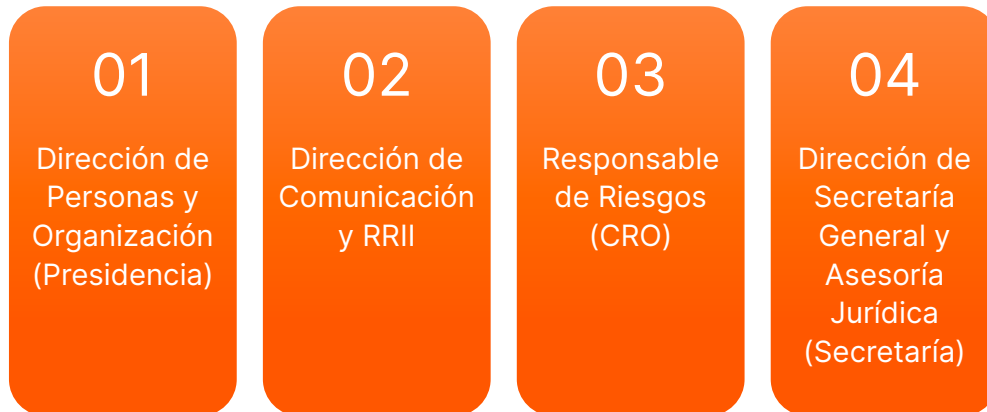 01
Dirección de
Personas y
Organización
(Presidencia)
02
Dirección de
Comunicación
y RRII
03
Responsable
de Riesgos
(CRO)
04
Dirección de
Secretaría
General y
Asesoría
Jurídica
(Secretaría)